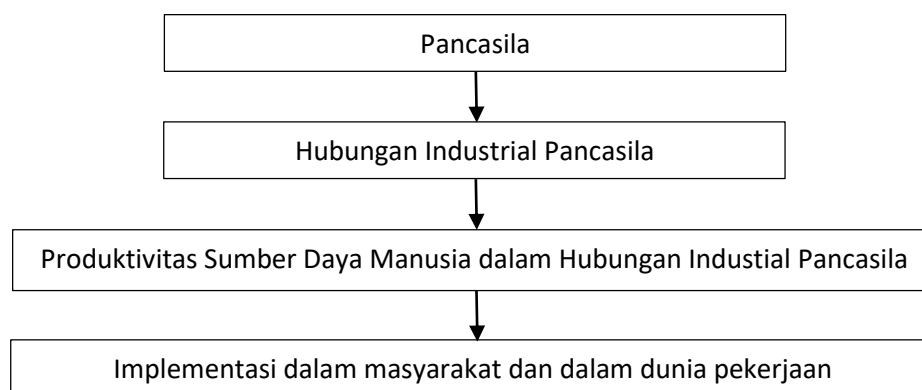 Pancasila
Hubungan Industrial Pancasila
Produktivitas Sumber Daya Manusia dalam Hubungan Industial Pancasila
Implementasi dalam masyarakat dan dalam dunia pekerjaan